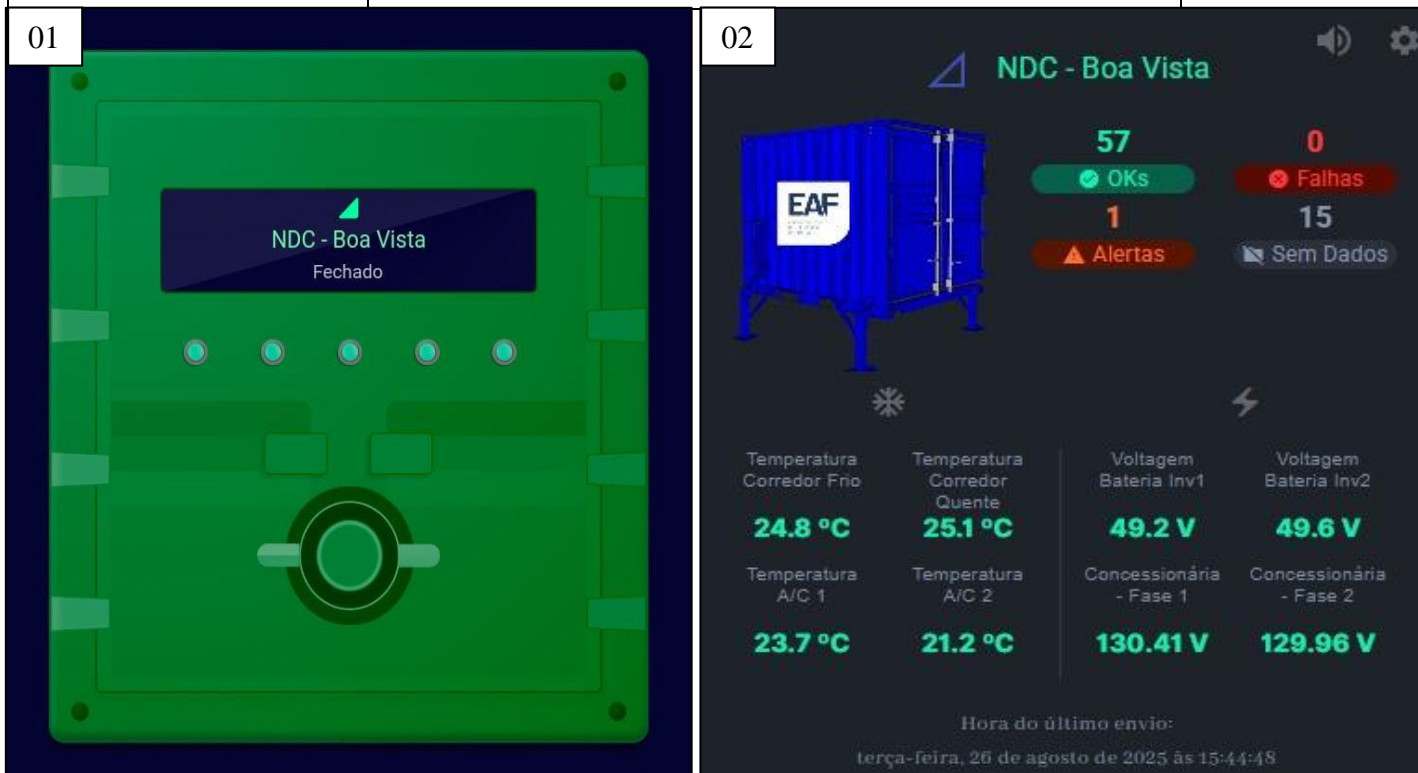 01
NDC - Boa Vista
Fechado
02
NDC - Boa Vista
EAF
57
OKs
0
Falhas
1
Alertas
15
Sem Dados
Temperatura
Corredor Frio
24.8 ºC
Temperatura
Corredor
Quente
25.1 ºC
Voltagem
Bateria Inv1
49.2 V
Voltagem
Bateria Inv2
49.6 V
Temperatura
A/C 1
23.7 ºC
Temperatura
A/C 2
21.2 ºC
Concessionária
- Fase 1
130.41 V
Concessionária
- Fase 2
129.96 V
Hora do último envio:
terça-feira, 26 de agosto de 2025 às 15:44:48